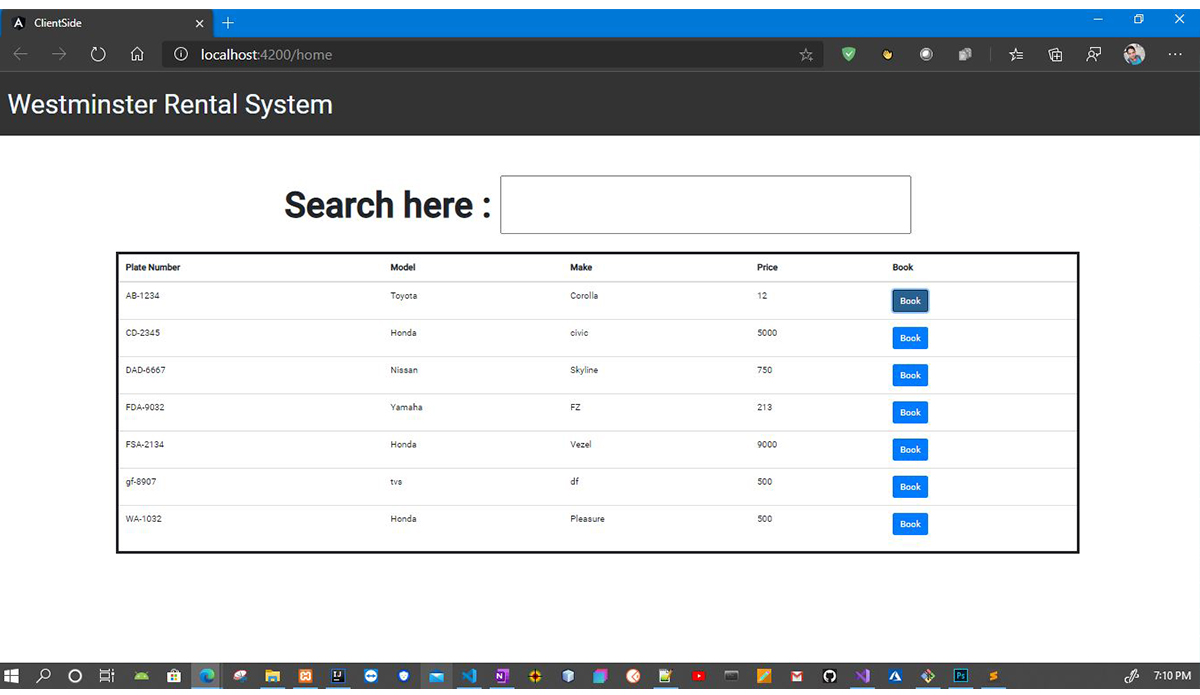 ClientSide
localhost:4200/home
Westminster Rental System
Search here :
Plate Number Model Make Price Book
AB-1234 Toyota Corolla 12 Book
CD-2345 Honda civic 5000 Book
DAD-6667 Nissan Skyline 750 Book
FDA-9032 Yamaha FZ 213 Book
FSA-2134 Honda Vezel 9000 Book
gf-8907 tvs df 500 Book
WA-1032 Honda Pleasure 500 Book
7:10 PM